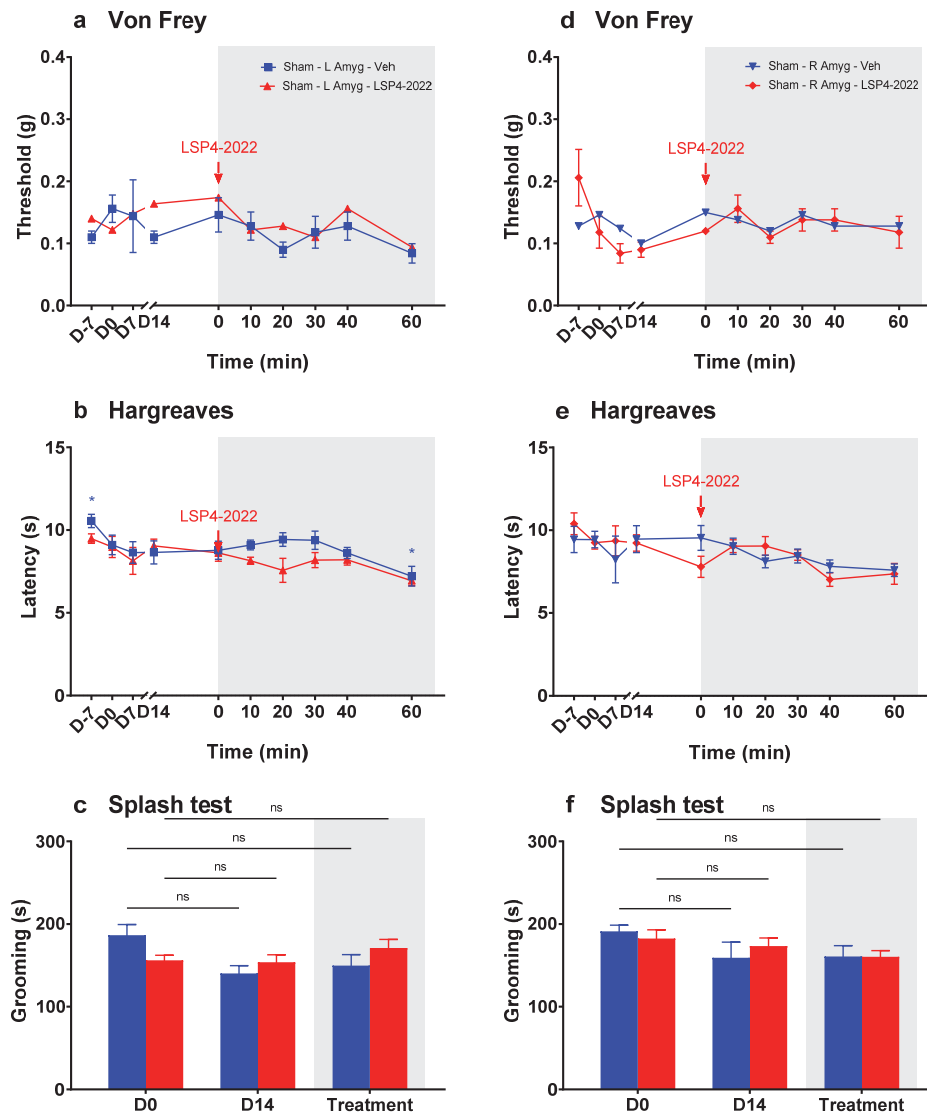 a Von Frey
0.4
0.3
0.2
0.1
0.0
Threshold (g)
Sham - L Amyg - Veh
Sham - L Amyg - LSP4-2022
LSP4-2022
D-7 D0 D7 D14 0 10 20 30 40 60
Time (min)
d Von Frey
0.4
0.3
0.2
0.1
0.0
Threshold (g)
Sham - R Amyg - Veh
Sham - R Amyg - LSP4-2022
LSP4-2022
D-7 D0 D7 D14 0 10 20 30 40 60
Time (min)
b Hargreaves
15
10
5
0
Latency (s)
*
LSP4-2022
*
D-7 D0 D7 D14 0 10 20 30 40 60
Time (min)
e Hargreaves
15
10
5
0
Latency (s)
LSP4-2022
D-7 D0 D7 D14 0 10 20 30 40 60
Time (min)
c Splash test
300
200
100
0
Grooming (s)
ns
ns
ns
ns
D0 D14 Treatment
f Splash test
300
200
100
0
Grooming (s)
ns
ns
ns
ns
D0 D14 Treatment